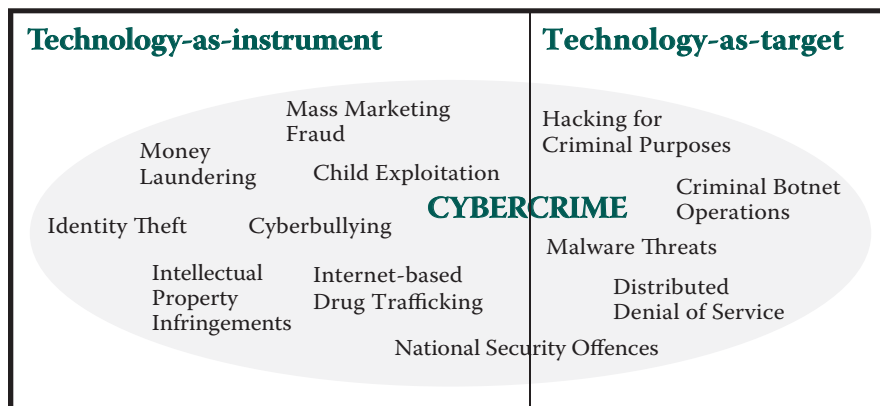 Technology-as-instrument
Technology-as-target
Mass Marketing
Fraud
Hacking for
Criminal Purposes
Money
Laundering
Child Exploitation
Criminal Botnet
Operations
CYBERCRIME
Identity Theft
Cyberbullying
Malware Threats
Intellectual
Property
Infringements
Internet-based
Drug Trafficking
Distributed
Denial of Service
National Security Offences